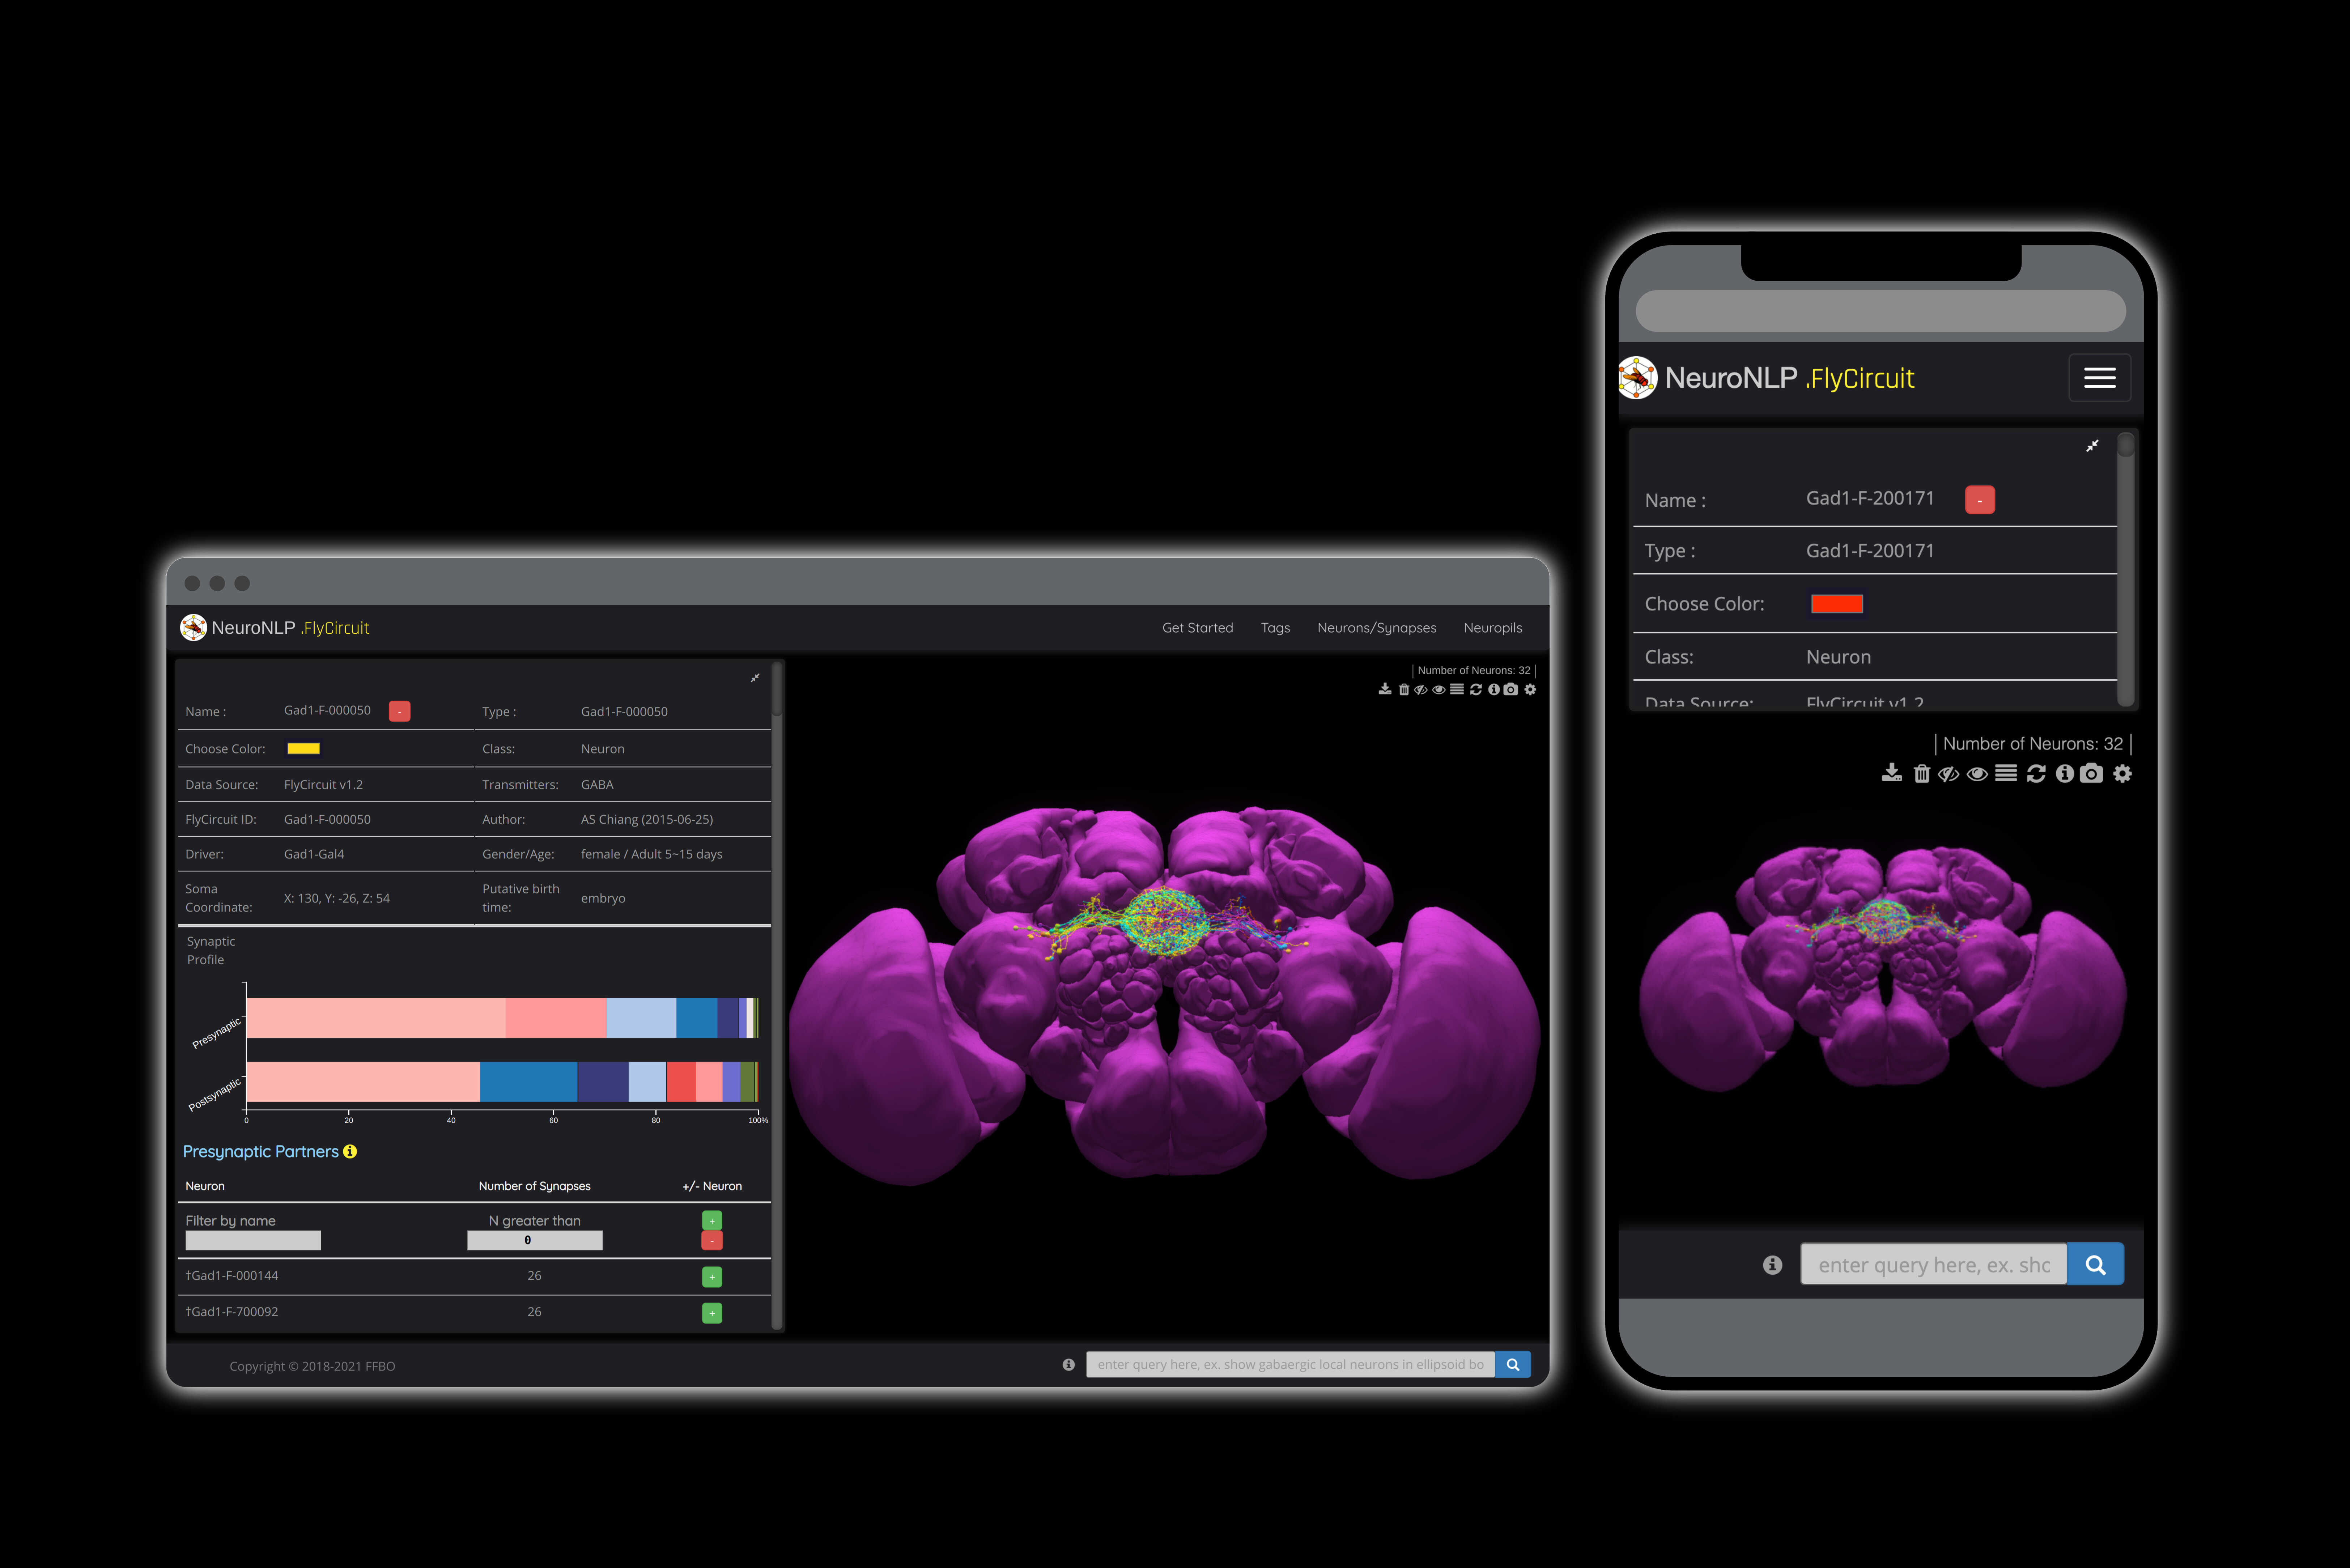 NeuroNLP .FlyCircuit
Get Started Tags Neurons/Synapses Neuropils
Number of Neurons: 32
Name : Gad1-F-000050 - Type : Gad1-F-000050
Choose Color: Class: Neuron
Data Source: FlyCircuit v1.2 Transmitters: GABA
FlyCircuit ID: Gad1-F-000050 Author: AS Chiang (2015-06-25)
Driver: Gad1-Gal4 Gender/Age: female / Adult 5~15 days
Soma Coordinate: X: 130, Y: -26, Z: 54 Putative birth time: embryo
Synaptic
Profile
Presynaptic
Postsynaptic
0 20 40 60 80 100%
Presynaptic Partners i
Neuron Number of Synapses +/- Neuron
Filter by name N greater than +
0 -
†Gad1-F-000144 26 +
†Gad1-F-700092 26 +
Copyright © 2018-2021 FFBO
enter query here, ex. show gabaergic local neurons in ellipsoid bo
NeuroNLP .FlyCircuit
Name : Gad1-F-200171 -
Type : Gad1-F-200171
Choose Color:
Class: Neuron
Data Source: FlyCircuit v1.2
Number of Neurons: 32
enter query here, ex. shc